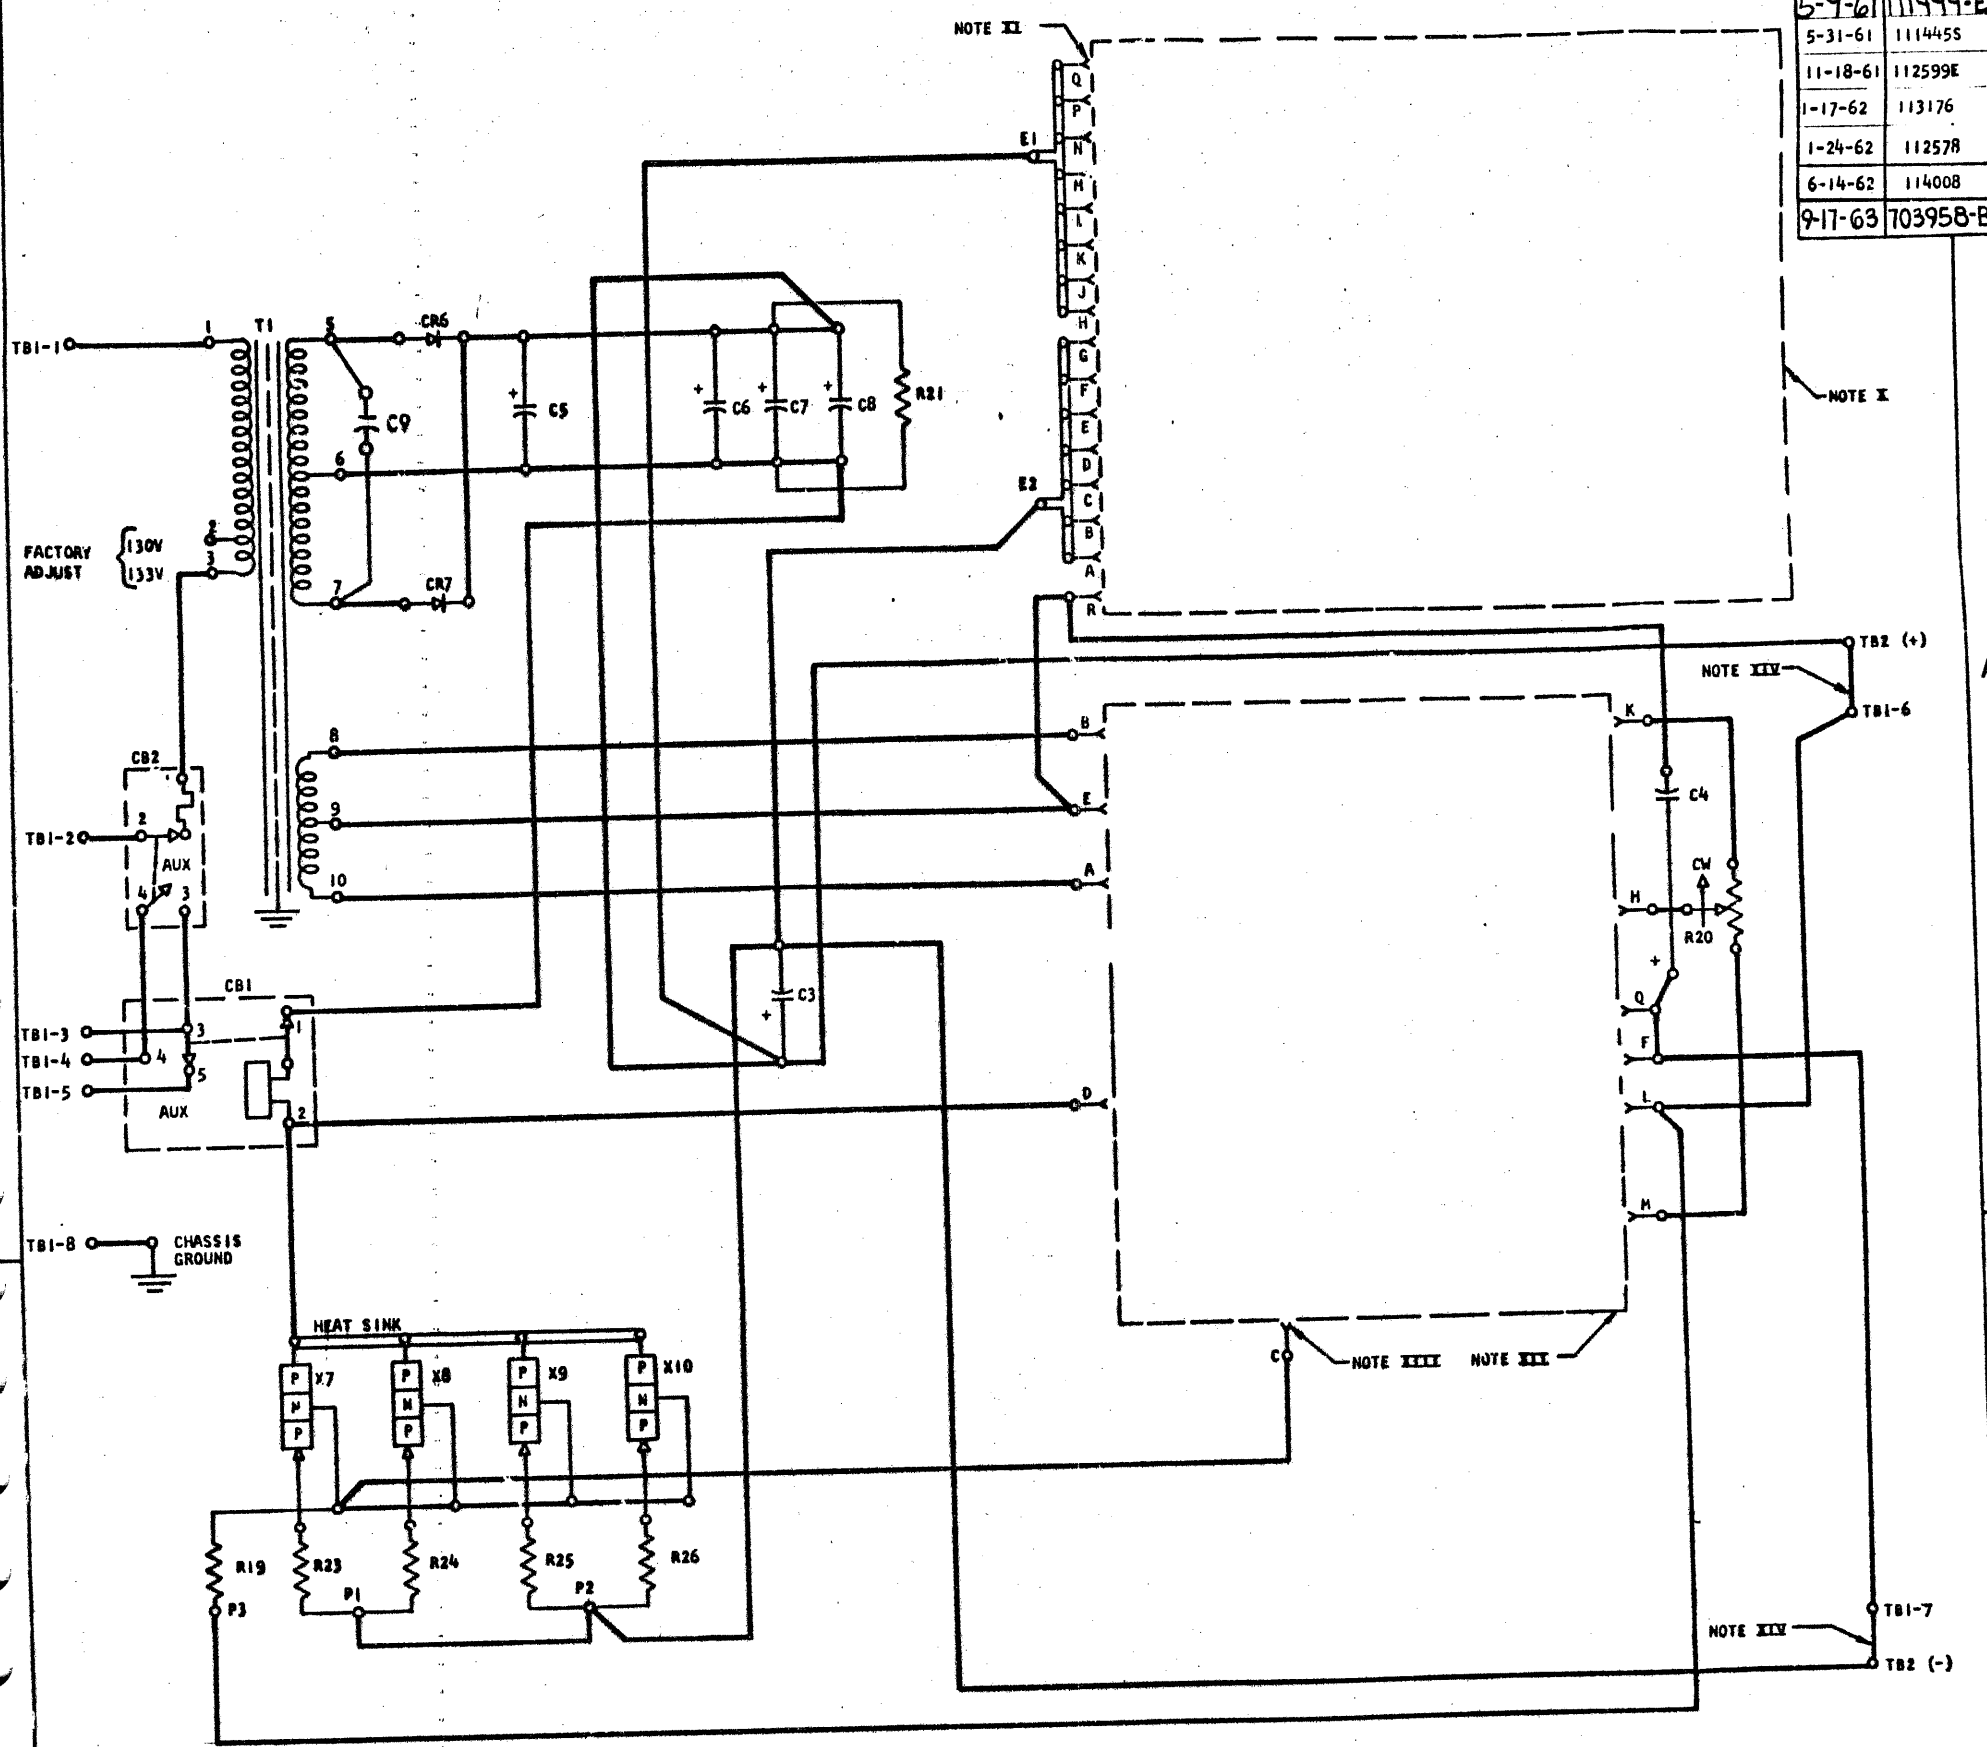 5-9-61 111444-E
5-31-61 111445S
11-18-61 112599E
1-17-62 113176
1-24-62 112578
6-14-62 114008
9-17-63 703958-B
NOTE XI
Q
P
N
M
L
K
J
H
G
F
E
D
C
B
A
R
E1
E2
NOTE X
TB1-1
1
T1
5
CR6
C9
C5
C6
C7
C8
R21
6
FACTORY ADJUST
130V
133V
2
3
7
CR7
TB2 (+)
NOTE XIV
TB1-6
8
B
K
CB2
C4
TB1-2
2
9
E
AUX
4
3
10
A
CW
H
R20
CB1
C3
+
Q
TB1-3
3
1
TB1-4
4
F
TB1-5
5
AUX
2
D
L
M
TB1-8
CHASSIS
GROUND
HEAT SINK
C
NOTE XIII
NOTE XII
P
N
P
X7
P
N
P
X8
P
N
P
X9
P
N
P
X10
R19
R23
R24
R25
R26
P1
P2
P3
TB1-7
NOTE XIV
TB2 (-)